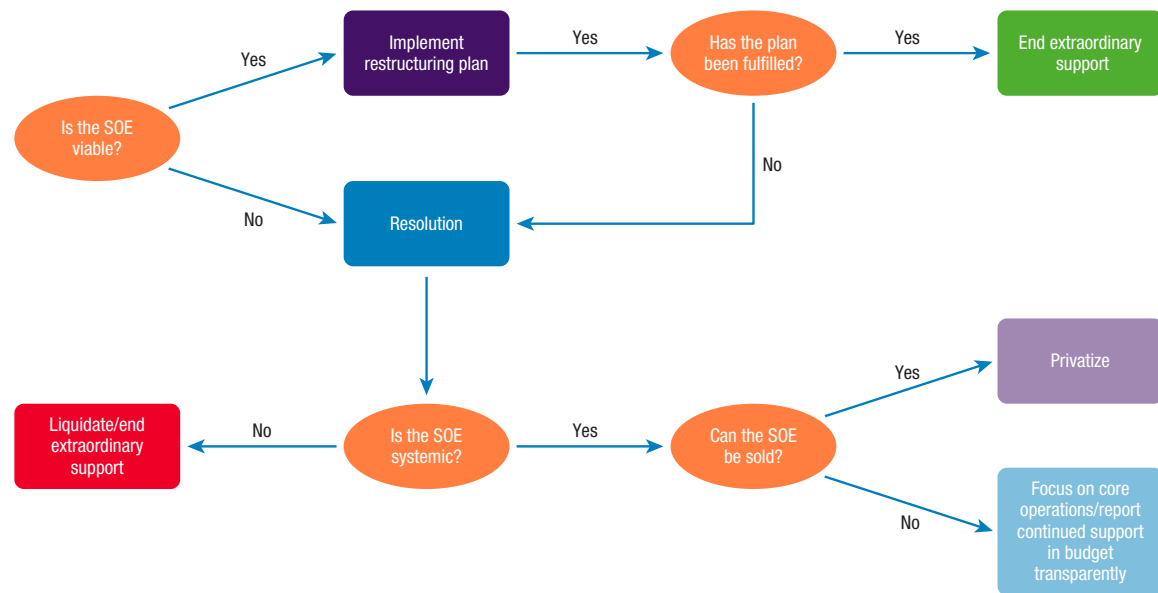 Implement
restructuring plan
Yes
Has the plan
been fulfilled?
Yes
End extraordinary
support
Yes
Is the SOE
viable?
No
No
Resolution
Privatize
Yes
Liquidate/end
extraordinary
support
No
Is the SOE
systemic?
Yes
Can the SOE
be sold?
No
Focus on core
operations/report
continued support
in budget
transparently